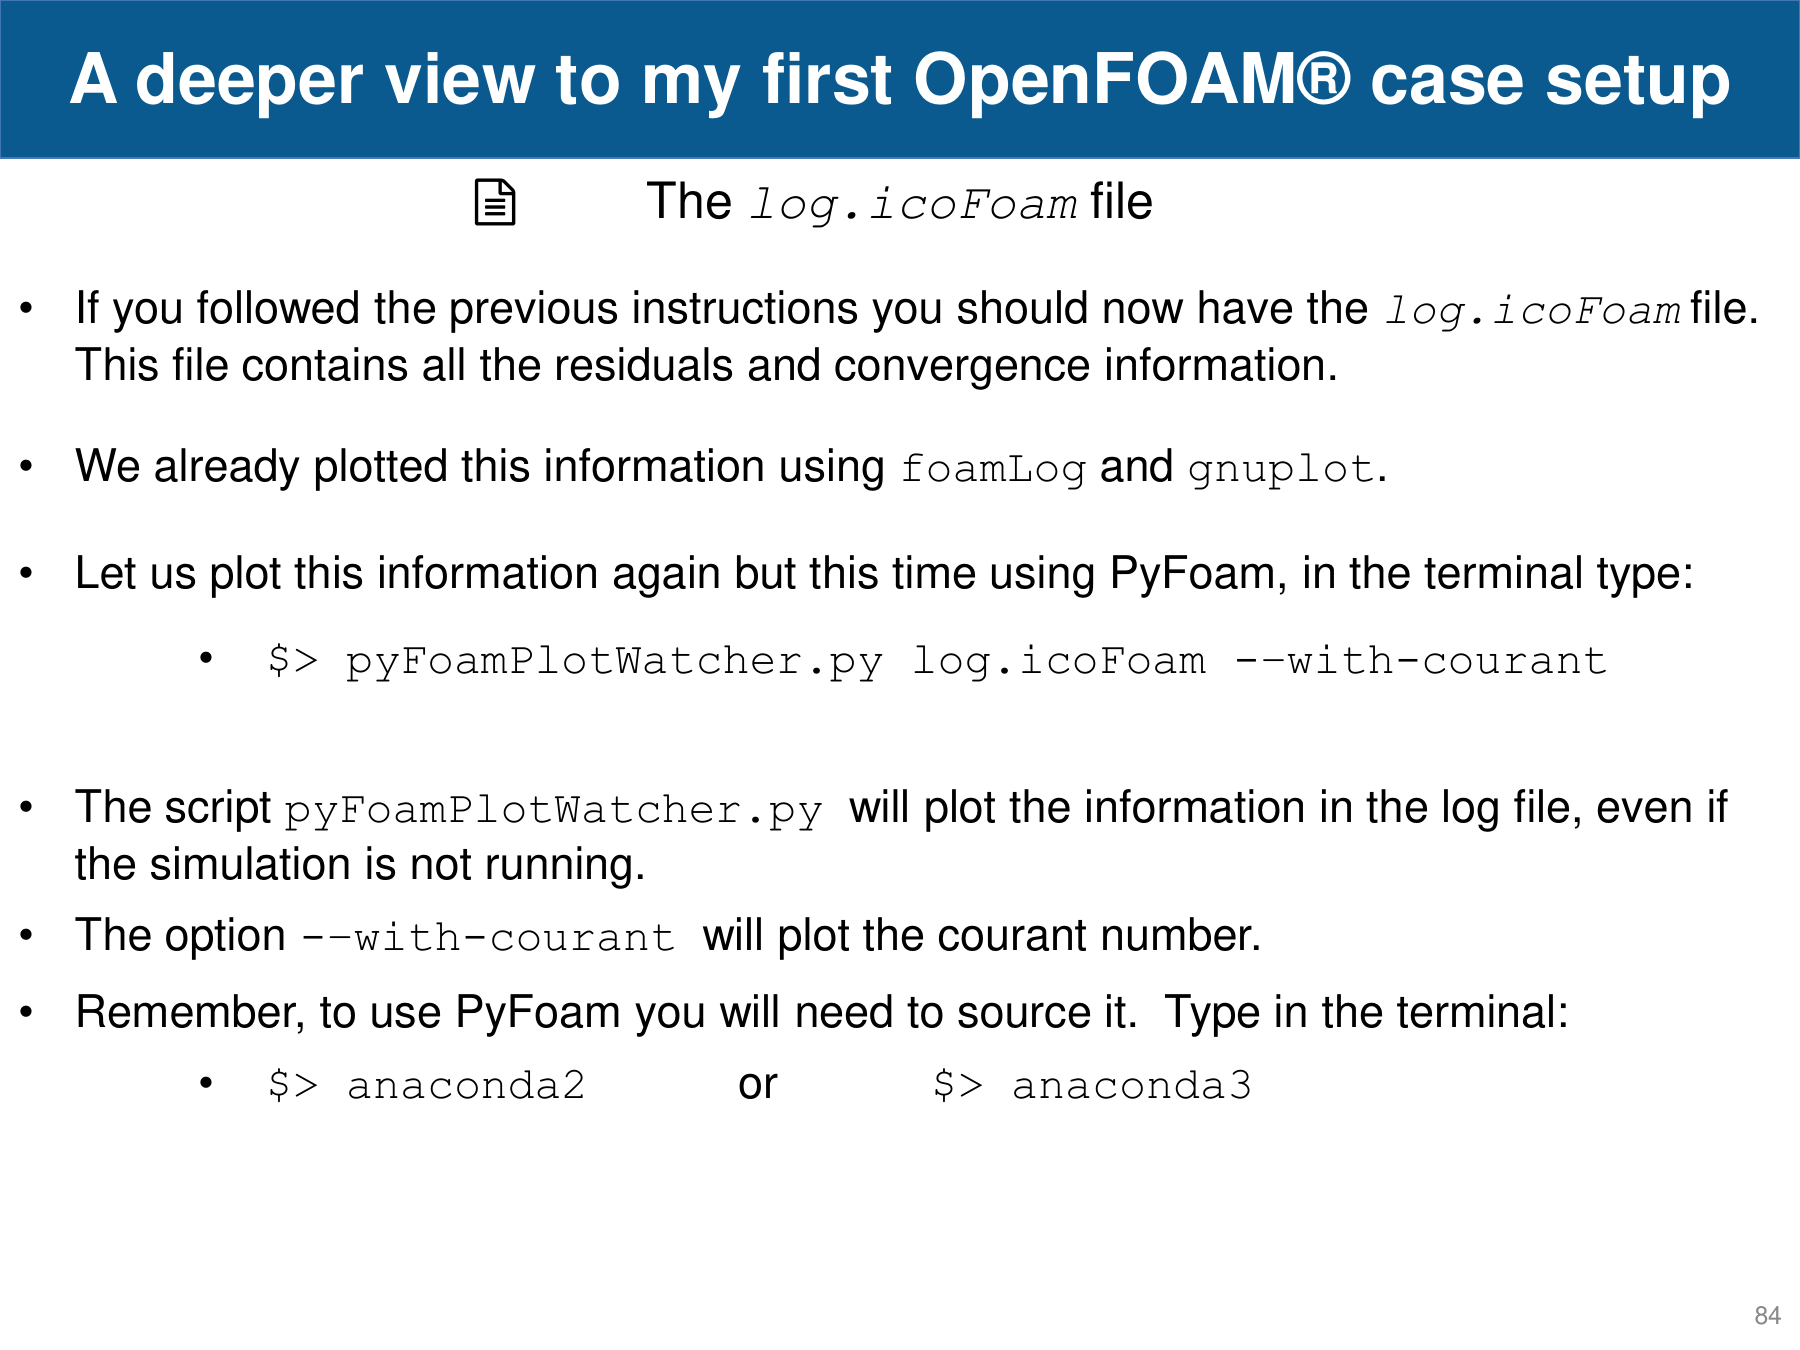 A deeper view to my first OpenFOAM® case setup
The log.icoFoam file
• If you followed the previous instructions you should now have the log.icoFoam file.
This file contains all the residuals and convergence information.
• We already plotted this information using foamLog and gnuplot.
• Let us plot this information again but this time using PyFoam, in the terminal type:
• $> pyFoamPlotWatcher.py log.icoFoam --with-courant
• The script pyFoamPlotWatcher.py will plot the information in the log file, even if
the simulation is not running.
• The option --with-courant will plot the courant number.
• Remember, to use PyFoam you will need to source it. Type in the terminal:
• $> anaconda2 or $> anaconda3
84